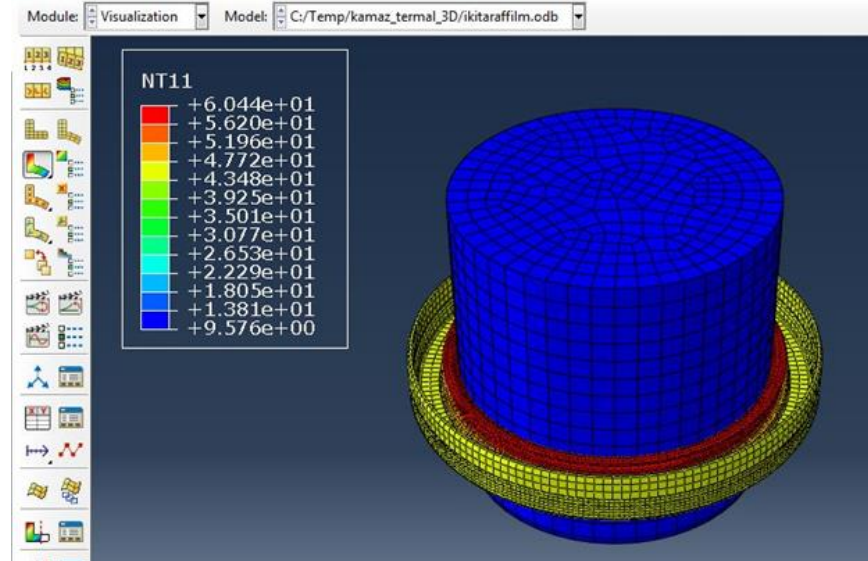 Module: Visualization Model: C:/Temp/kamaz_termal_3D/ikitaraffilm.odb
NT11
+6.044e+01
+5.620e+01
+5.196e+01
+4.772e+01
+4.348e+01
+3.925e+01
+3.501e+01
+3.077e+01
+2.653e+01
+2.229e+01
+1.805e+01
+1.381e+01
+9.576e+00